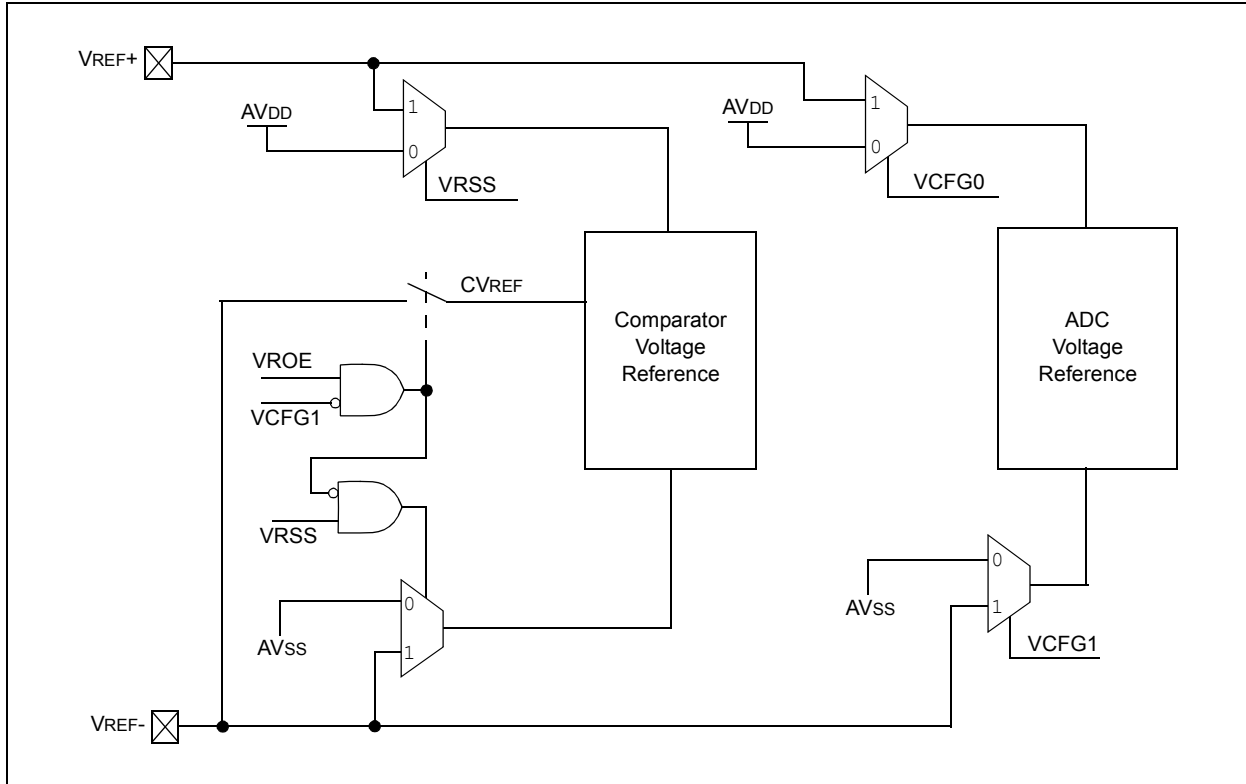 VREF+
AVDD
1
0
VRSS
AVDD
1
0
VCFG0
CVREF
Comparator
Voltage
Reference
ADC
Voltage
Reference
VROE
VCFG1
VRSS
0
1
AVSS
0
1
AVSS
VCFG1
VREF-